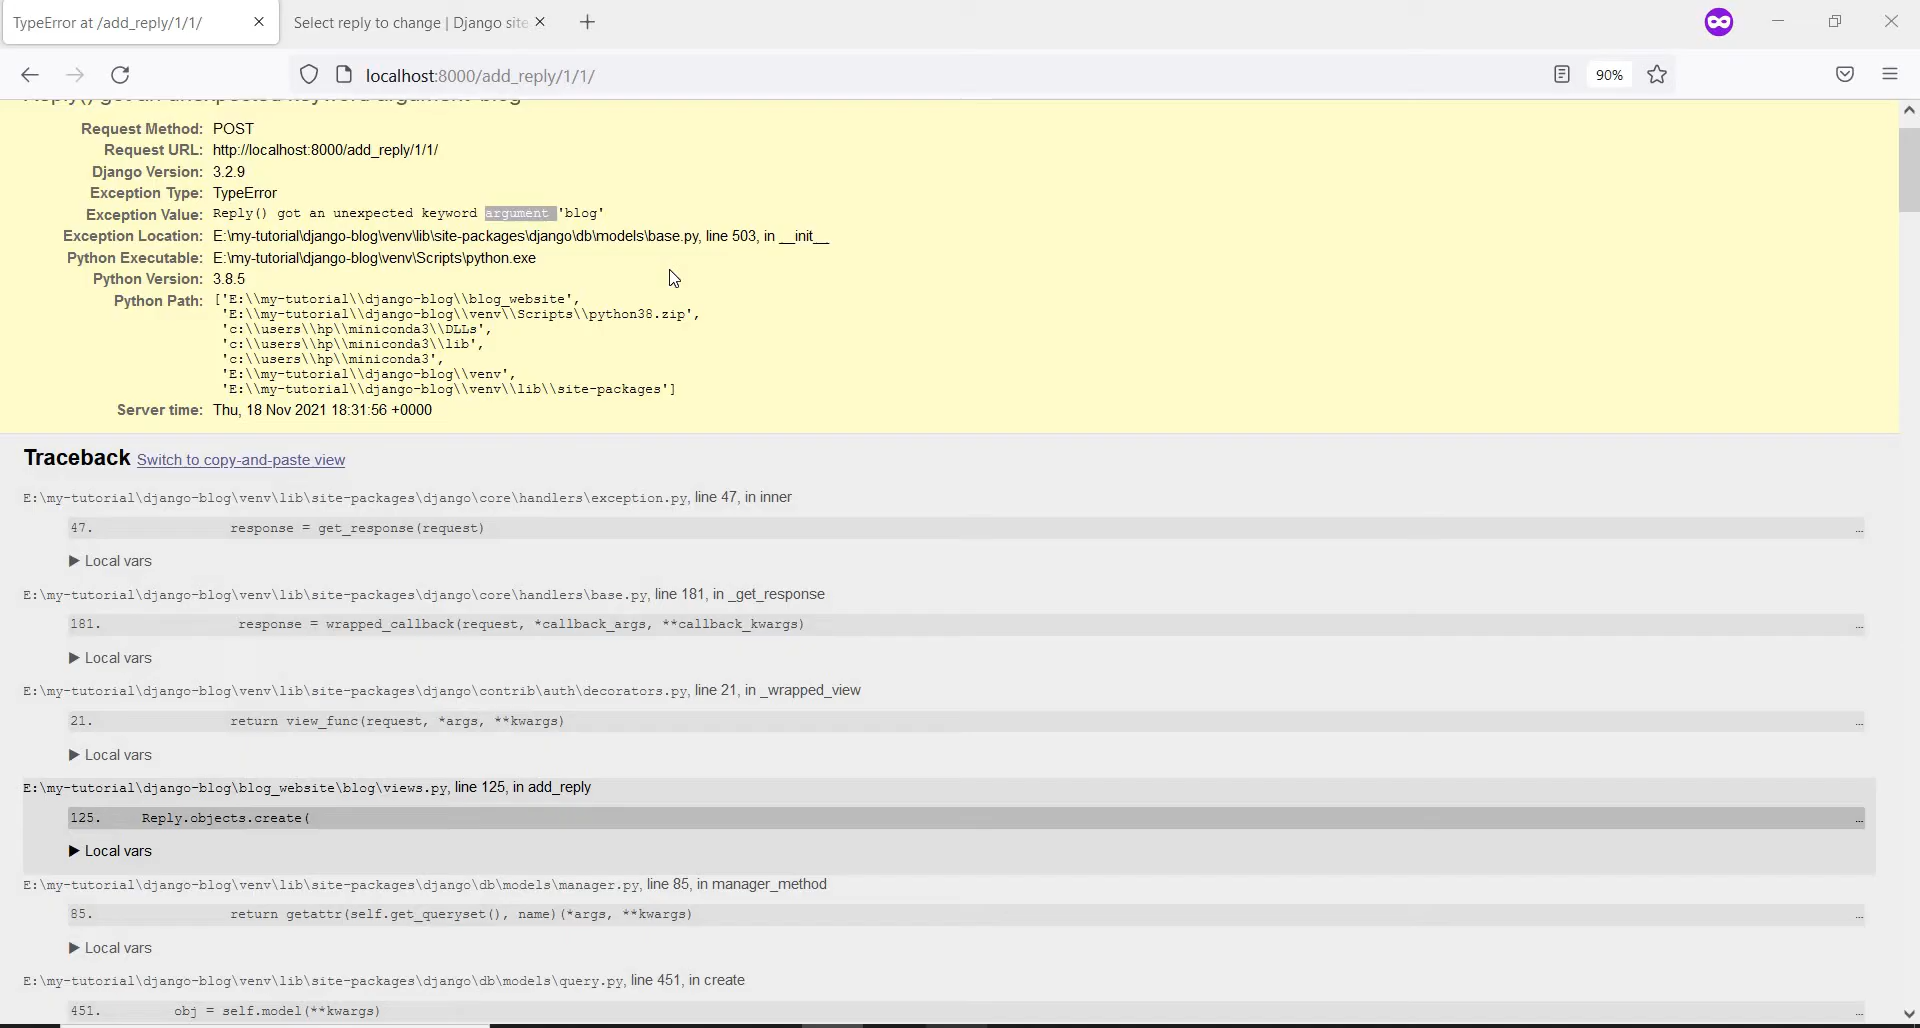 TypeError at /add_reply/1/1/
Select reply to change | Django site
localhost:8000/add_reply/1/1/
90%
Reply() got an unexpected keyword argument 'blog'
Request Method: POST
Request URL: http://localhost:8000/add_reply/1/1/
Django Version: 3.2.9
Exception Type: TypeError
Exception Value: Reply() got an unexpected keyword argument 'blog'
Exception Location: E:\my-tutorial\django-blog\venv\lib\site-packages\django\db\models\base.py, line 503, in __init__
Python Executable: E:\my-tutorial\django-blog\venv\Scripts\python.exe
Python Version: 3.8.5
Python Path: ['E:\\my-tutorial\\django-blog\\blog_website',
'E:\\my-tutorial\\django-blog\\venv\\Scripts\\python38.zip',
'c:\\users\\hp\\miniconda3\\DLLs',
'c:\\users\\hp\\miniconda3\\lib',
'c:\\users\\hp\\miniconda3',
'E:\\my-tutorial\\django-blog\\venv',
'E:\\my-tutorial\\django-blog\\venv\\lib\\site-packages']
Server time: Thu, 18 Nov 2021 18:31:56 +0000
Traceback Switch to copy-and-paste view
E:\my-tutorial\django-blog\venv\lib\site-packages\django\core\handlers\exception.py, line 47, in inner
47. response = get_response(request) …
▶ Local vars
E:\my-tutorial\django-blog\venv\lib\site-packages\django\core\handlers\base.py, line 181, in _get_response
181. response = wrapped_callback(request, *callback_args, **callback_kwargs) …
▶ Local vars
E:\my-tutorial\django-blog\venv\lib\site-packages\django\contrib\auth\decorators.py, line 21, in _wrapped_view
21. return view_func(request, *args, **kwargs) …
▶ Local vars
E:\my-tutorial\django-blog\blog_website\blog\views.py, line 125, in add_reply
125. Reply.objects.create( …
▶ Local vars
E:\my-tutorial\django-blog\venv\lib\site-packages\django\db\models\manager.py, line 85, in manager_method
85. return getattr(self.get_queryset(), name)(*args, **kwargs) …
▶ Local vars
E:\my-tutorial\django-blog\venv\lib\site-packages\django\db\models\query.py, line 451, in create
451. obj = self.model(**kwargs) …